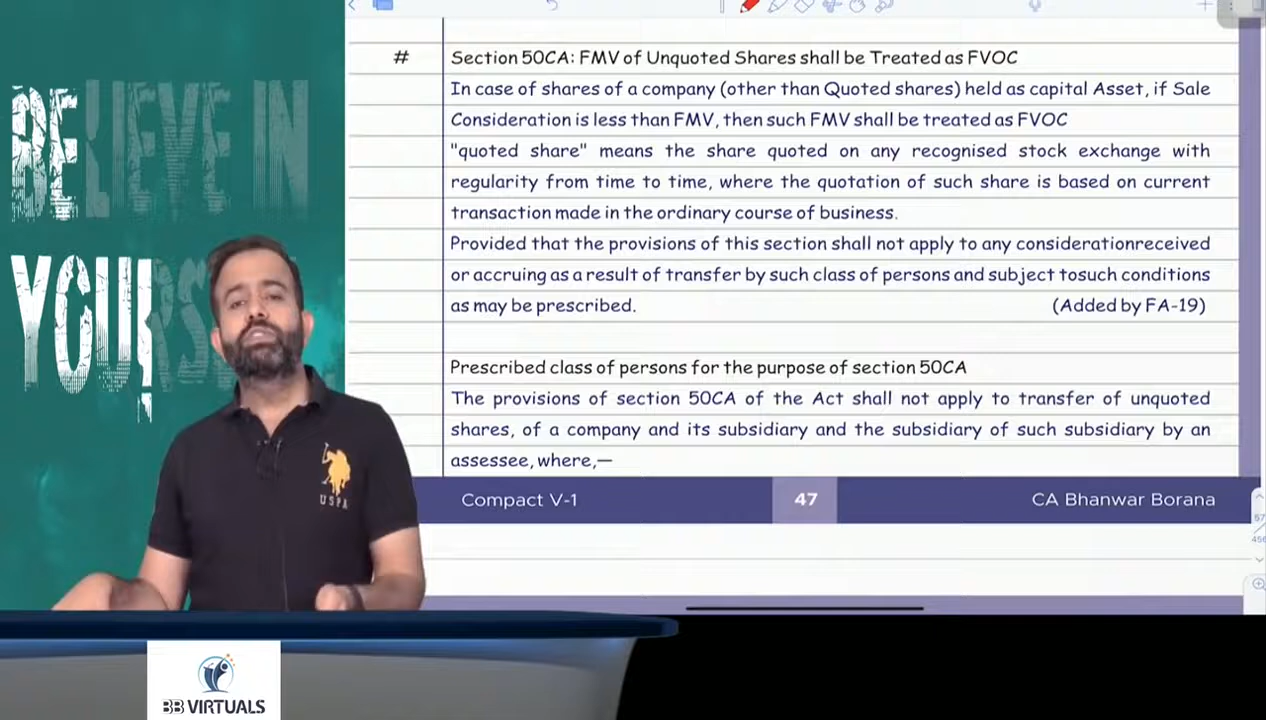 BELIEVE IN
YOURS
# Section 50CA: FMV of Unquoted Shares shall be Treated as FVOC
In case of shares of a company (other than Quoted shares) held as capital Asset, if Sale
Consideration is less than FMV, then such FMV shall be treated as FVOC
"quoted share" means the share quoted on any recognised stock exchange with
regularity from time to time, where the quotation of such share is based on current
transaction made in the ordinary course of business.
Provided that the provisions of this section shall not apply to any considerationreceived
or accruing as a result of transfer by such class of persons and subject tosuch conditions
as may be prescribed. (Added by FA-19)
Prescribed class of persons for the purpose of section 50CA
The provisions of section 50CA of the Act shall not apply to transfer of unquoted
shares, of a company and its subsidiary and the subsidiary of such subsidiary by an
assessee, where,—
Compact V-1 47 CA Bhanwar Borana
57
456
USPA
BB VIRTUALS